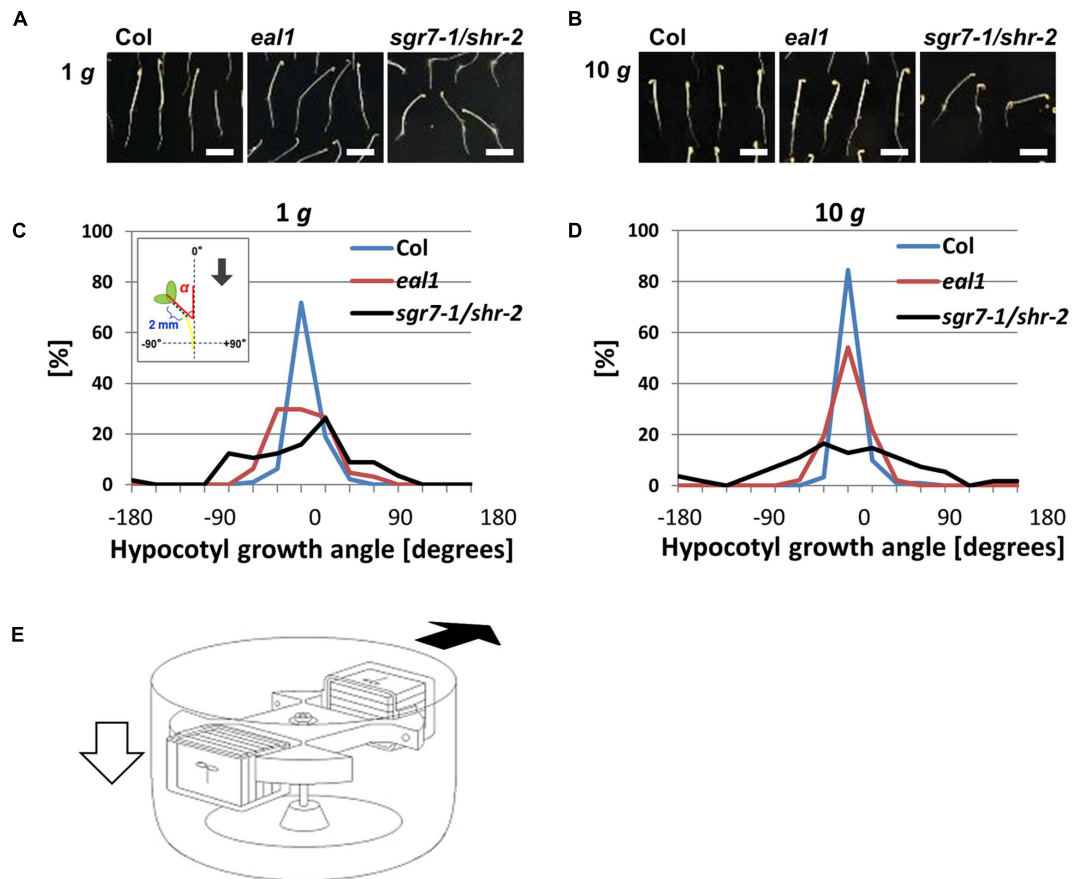 A
Col eal1 sgr7-1/shr-2
1 g
B
Col eal1 sgr7-1/shr-2
10 g
C
1 g
100
80
60
40
20
0
[%]
0°
α
2 mm
-90° +90°
Col
eal1
sgr7-1/shr-2
-180 -90 0 90 180
Hypocotyl growth angle [degrees]
D
10 g
100
80
60
40
20
0
[%]
Col
eal1
sgr7-1/shr-2
-180 -90 0 90 180
Hypocotyl growth angle [degrees]
E